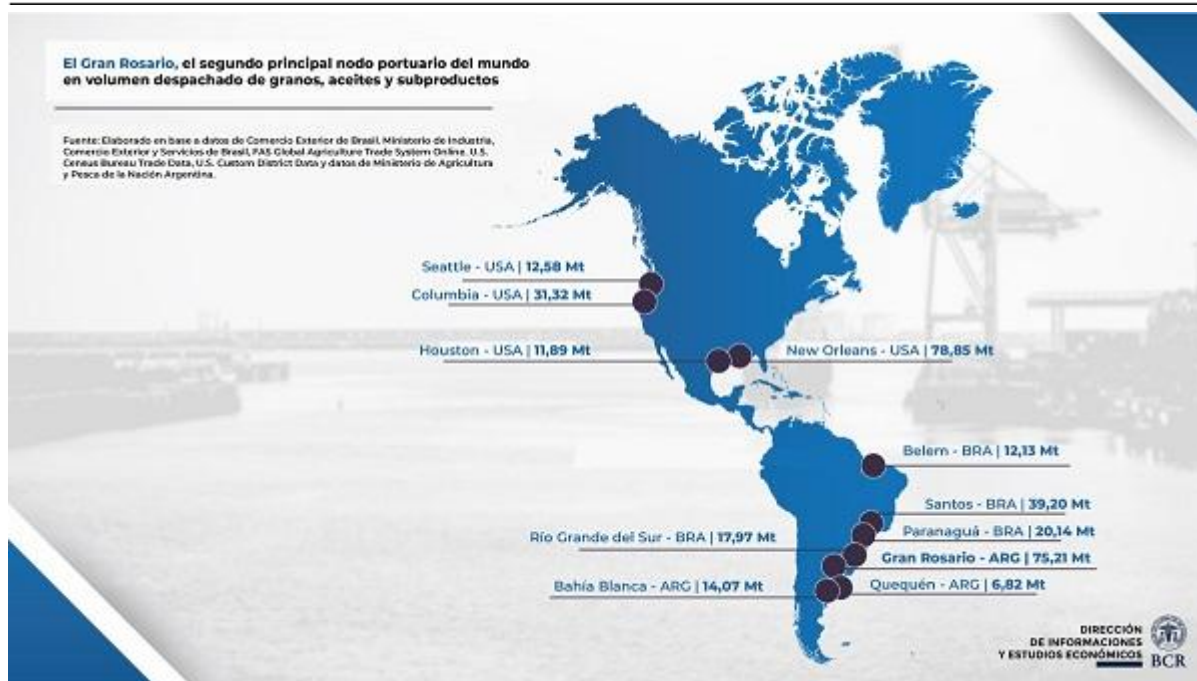 El Gran Rosario, el segundo principal nodo portuario del mundo
en volumen despachado de granos, aceites y subproductos
Fuente: Elaborado en base a datos de Comercio Exterior de Brasil. Ministerio de Industria,
Comercio Exterior y Servicios de Brasil, FAS Global Agriculture Trade System Online. U.S.
Census Bureau Trade Data, U.S. Custom District Data y datos de Ministerio de Agricultura
y Pesca de la Nación Argentina.
Seattle - USA | 12,58 Mt
Columbia - USA | 31,32 Mt
Houston - USA | 11,89 Mt
New Orleans - USA | 78,85 Mt
Belem - BRA | 12,13 Mt
Santos - BRA | 39,20 Mt
Paranaguá - BRA | 20,14 Mt
Río Grande del Sur - BRA | 17,97 Mt
Gran Rosario - ARG | 75,21 Mt
Bahía Blanca - ARG | 14,07 Mt
Quequén - ARG | 6,82 Mt
DIRECCIÓN
DE INFORMACIONES
Y ESTUDIOS ECONÓMICOS
BCR